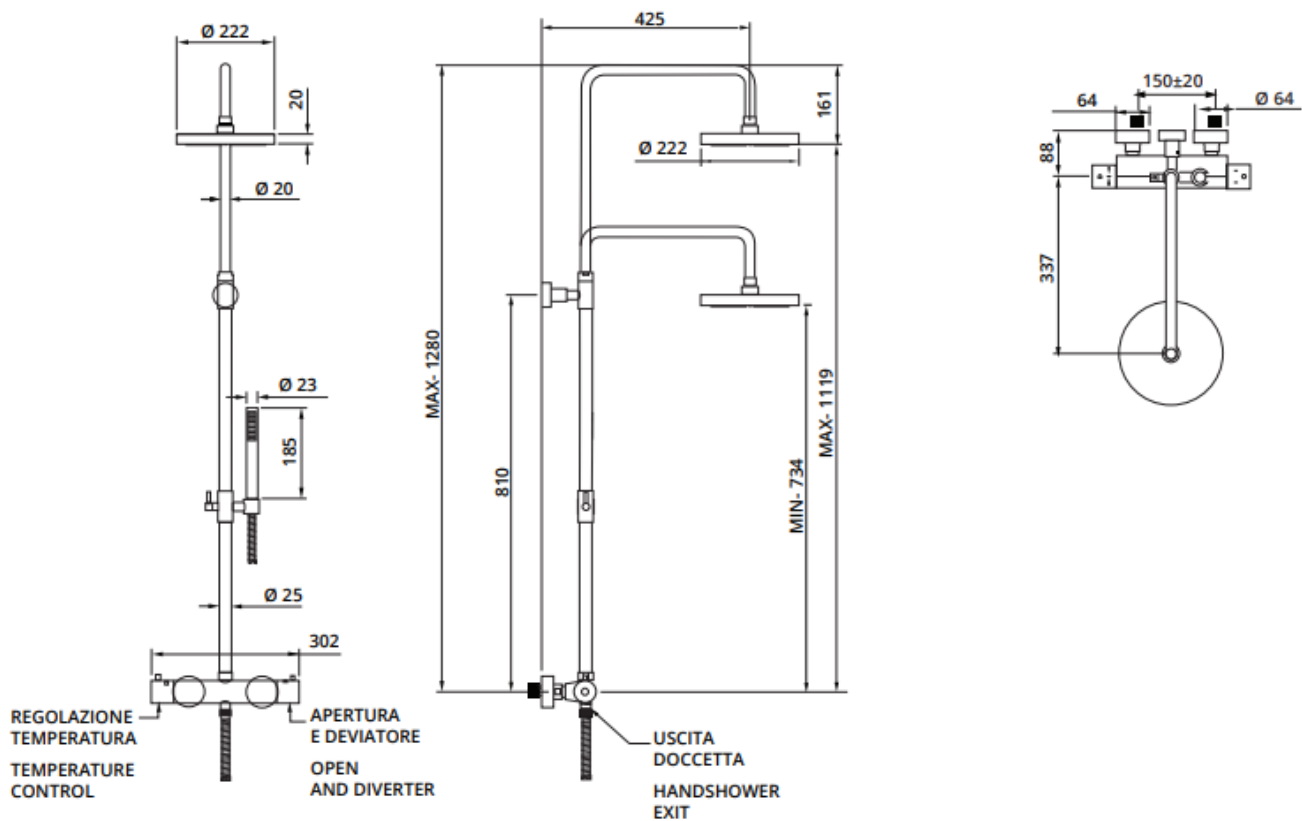 Ø 222
20
Ø 20
Ø 23
185
Ø 25
302
REGOLAZIONE
TEMPERATURA
TEMPERATURE
CONTROL
APERTURA
E DEVIATORE
OPEN
AND DIVERTER
425
161
Ø 222
MAX- 1280
810
MIN- 734
MAX- 1119
USCITA
DOCCETTA
HANDSHOWER
EXIT
150±20
64
Ø 64
88
337